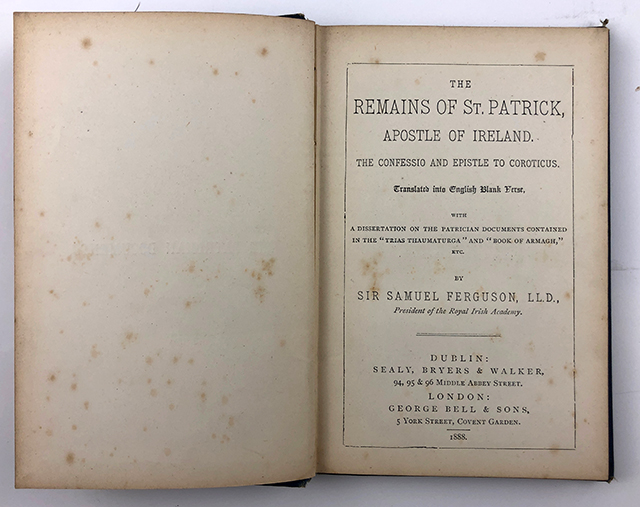 THE
REMAINS OF ST. PATRICK,
APOSTLE OF IRELAND.
THE CONFESSIO AND EPISTLE TO COROTICUS.
Translated into English Blank Verse,
WITH
A DISSERTATION ON THE PATRICIAN DOCUMENTS CONTAINED
IN THE "TRIAS THAUMATURGA" AND "BOOK OF ARMAGH,"
ETC.
BY
SIR SAMUEL FERGUSON, LL.D.,
President of the Royal Irish Academy.
DUBLIN:
SEALY, BRYERS & WALKER,
94, 95 & 96 MIDDLE ABBEY STREET.
LONDON:
GEORGE BELL & SONS,
5 YORK STREET, COVENT GARDEN.
1888.